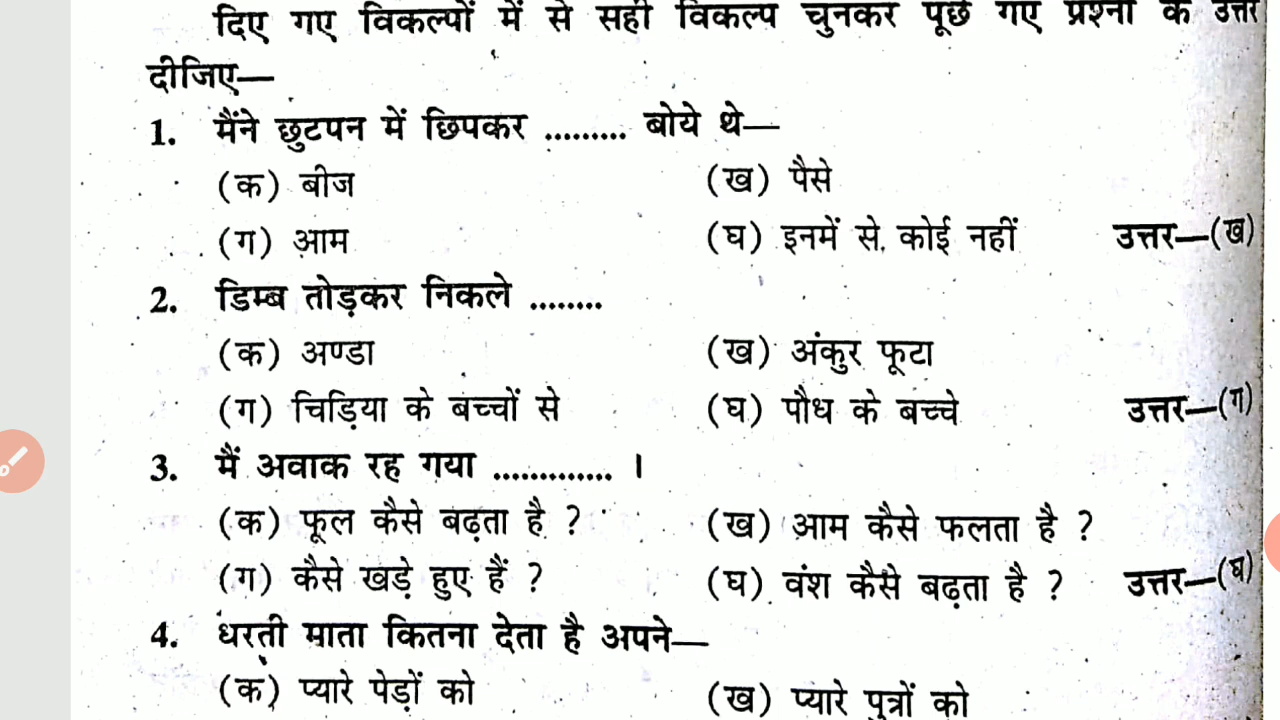 दिए गए विकल्पों में से सही विकल्प चुनकर पूछे गए प्रश्नों के उत्तर
दीजिए—
1. मैंने छुटपन में छिपकर ......... बोये थे—
(क) बीज (ख) पैसे
(ग) आम (घ) इनमें से कोई नहीं उत्तर—(ख)
2. डिम्ब तोड़कर निकले ........
(क) अण्डा (ख) अंकुर फूटा
(ग) चिड़िया के बच्चों से (घ) पौध के बच्चे उत्तर—(ग)
3. मैं अवाक रह गया ............. ।
(क) फूल कैसे बढ़ता है ? (ख) आम कैसे फलता है ?
(ग) कैसे खड़े हुए हैं ? (घ) वंश कैसे बढ़ता है ? उत्तर—(घ)
4. धरती माता कितना देता है अपने—
(क) प्यारे पेड़ों को (ख) प्यारे पुत्रों को